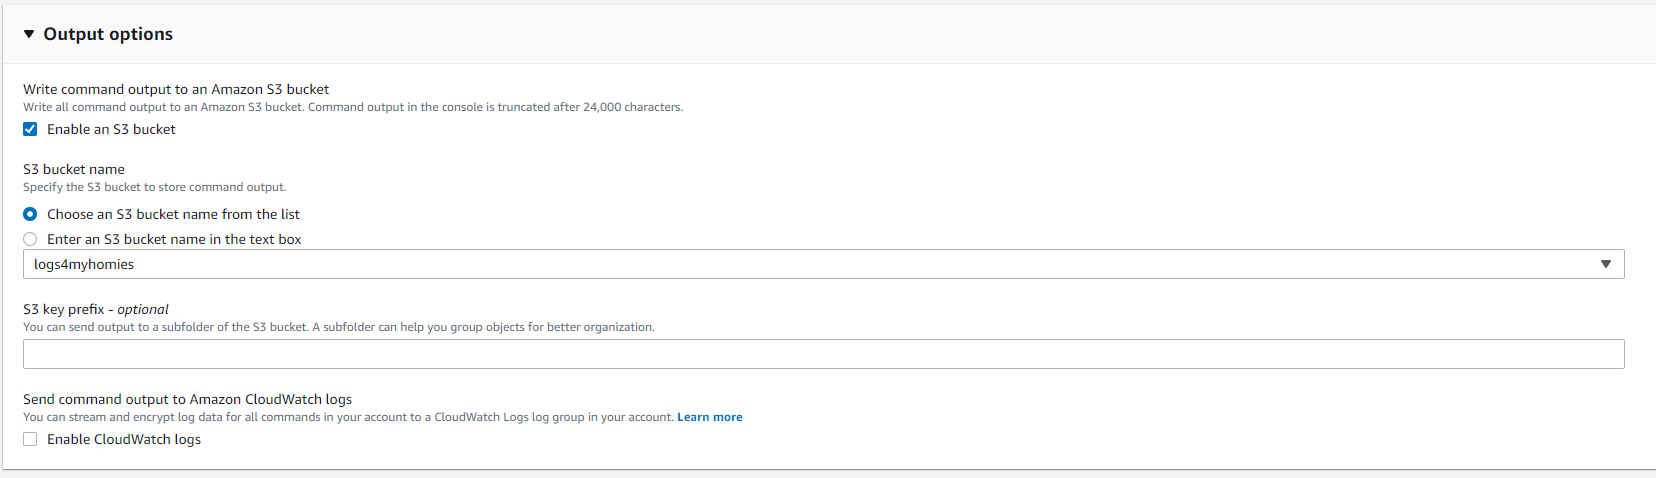 Output options
Write command output to an Amazon S3 bucket
Write all command output to an Amazon S3 bucket. Command output in the console is truncated after 24,000 characters.
Enable an S3 bucket
S3 bucket name
Specify the S3 bucket to store command output.
Choose an S3 bucket name from the list
Enter an S3 bucket name in the text box
logs4myhomies
S3 key prefix - optional
You can send output to a subfolder of the S3 bucket. A subfolder can help you group objects for better organization.
Send command output to Amazon CloudWatch logs
You can stream and encrypt log data for all commands in your account to a CloudWatch Logs log group in your account. Learn more
Enable CloudWatch logs